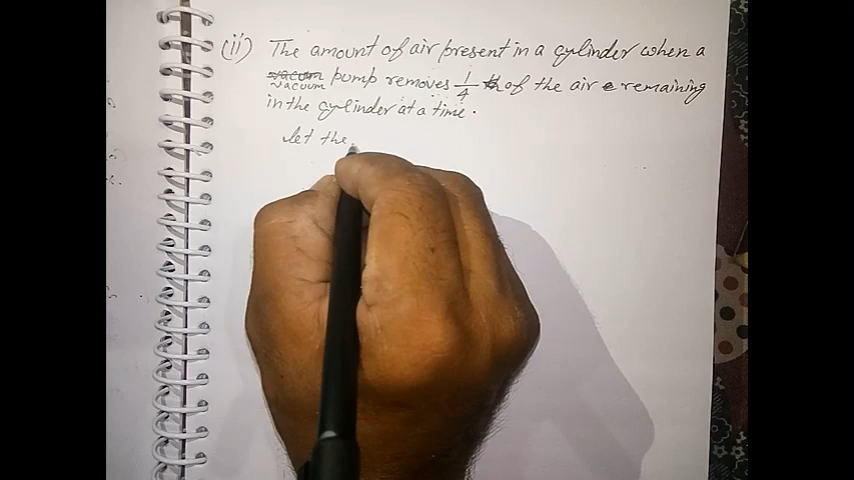 (ii) The amount of air present in a cylinder when a
vacuum pump removes 1/4 of the air remaining
in the cylinder at a time.
let the